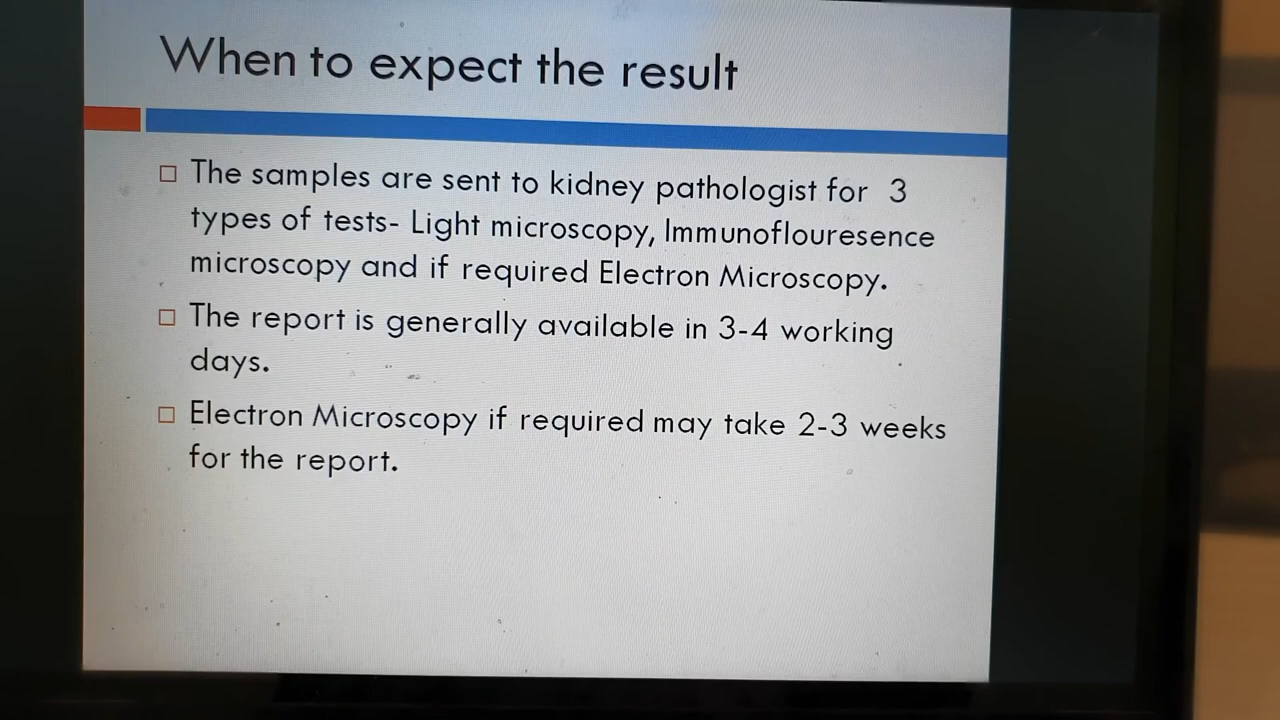 When to expect the result
The samples are sent to kidney pathologist for 3
types of tests- Light microscopy, Immunoflouresence
microscopy and if required Electron Microscopy.
The report is generally available in 3-4 working
days.
Electron Microscopy if required may take 2-3 weeks
for the report.